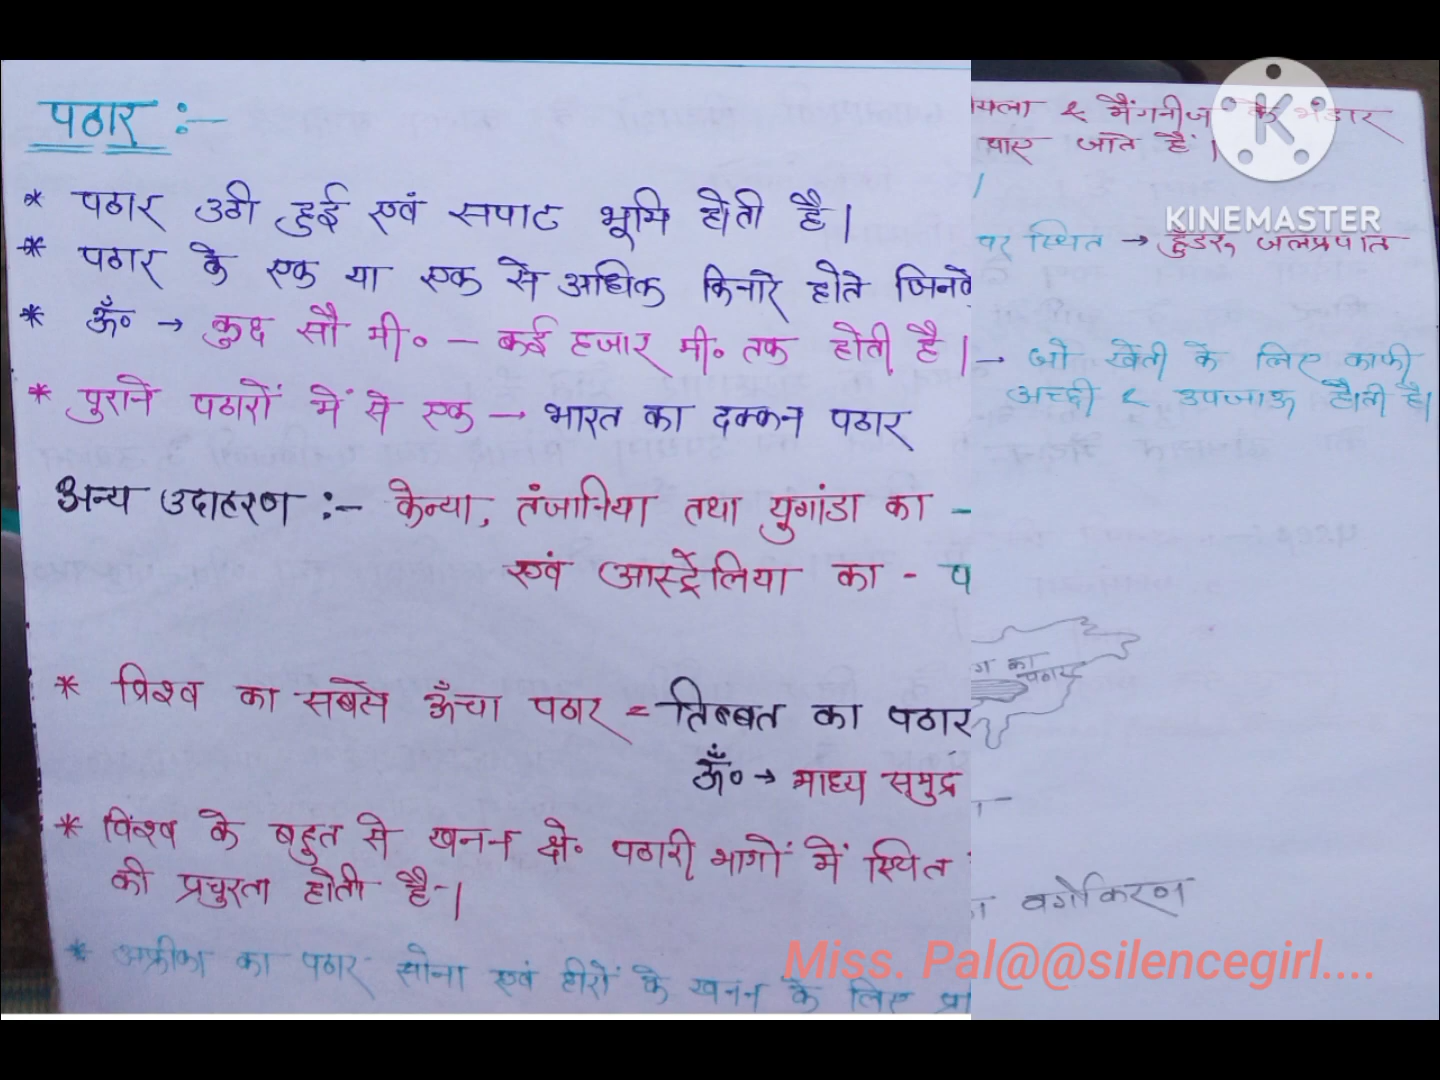 पठार :-
* पठार उठी हुई एवं सपाट भूमि होती है।
* पठार के एक या एक से अधिक किनारे होते जिनके
* ऊँ० → कुछ सौ मी० – कई हजार मी० तक होती है।
* पुराने पठारों में से एक → भारत का दक्कन पठार
अन्य उदाहरण :- केन्या, तंजानिया तथा युगांडा का -
एवं आस्ट्रेलिया का - प
* विश्व का सबसे ऊँचा पठार = तिब्बत का पठार
ऊँ० → माध्य समुद्र
* विश्व के बहुत से खनन क्षे० पठारी भागों में स्थित
की प्रचुरता होती है-।
* अफ्रीका का पठार सोना एवं हीरों के खनन के लिए
& मैंगनीज के भंडार
पाए जाते हैं।
पर स्थित → हुंडरू जलप्रपात
→ जो खेती के लिए काफी
अच्छी & उपजाऊ होती है।
का पठार
वर्गीकरण
KINEMASTER
Miss. Pal@@silencegirl....